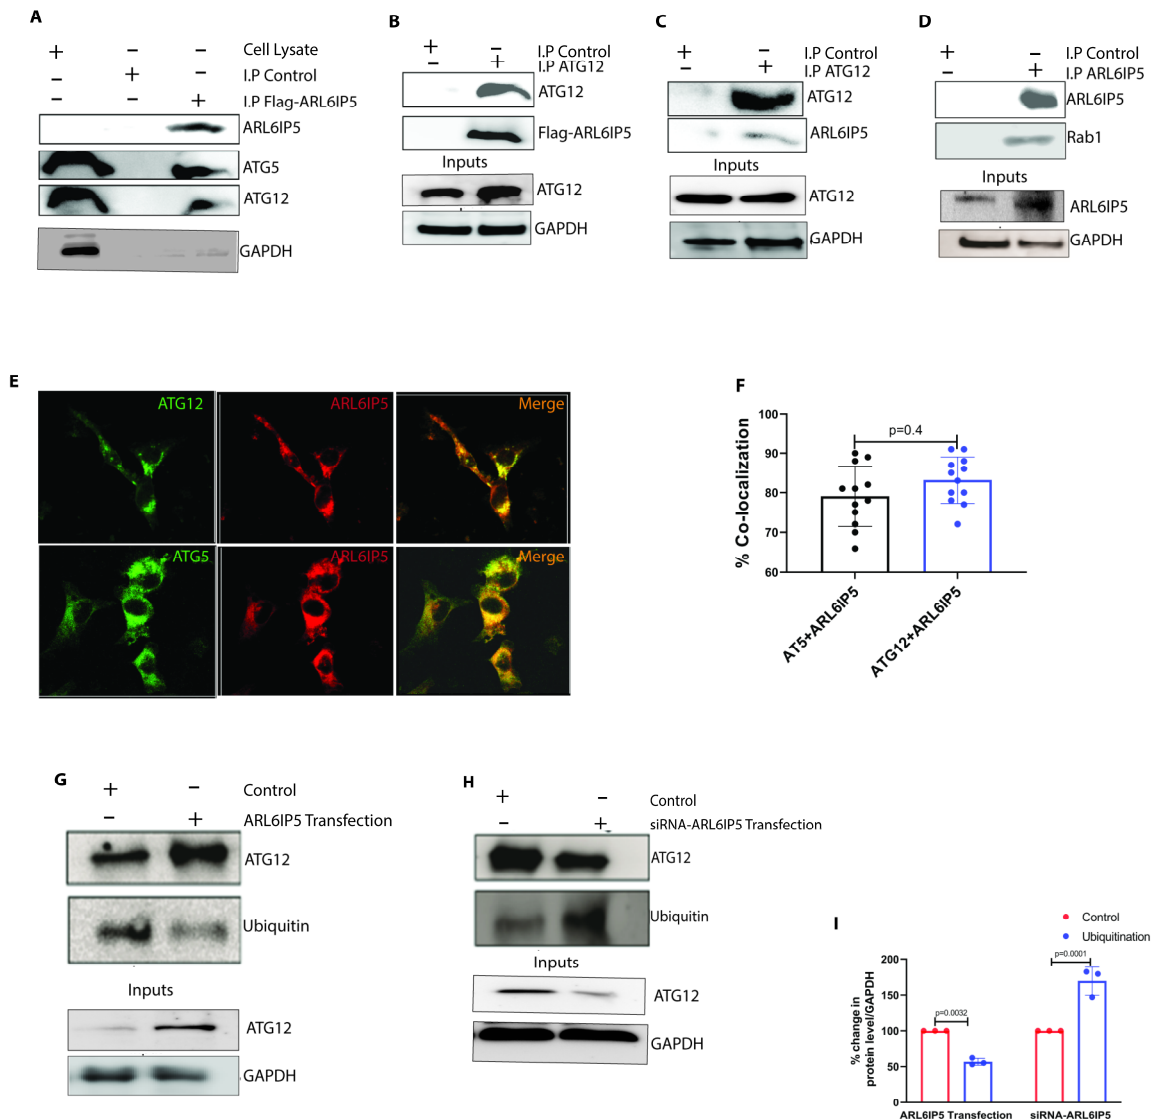 A
+ − − Cell Lysate
− + − I.P Control
− − + I.P Flag-ARL6IP5
ARL6IP5
ATG5
ATG12
GAPDH
B
+ − I.P Control
− + I.P ATG12
ATG12
Flag-ARL6IP5
Inputs
ATG12
GAPDH
C
+ − I.P Control
− + I.P ATG12
ATG12
ARL6IP5
Inputs
ATG12
GAPDH
D
+ − I.P Control
− + I.P ARL6IP5
ARL6IP5
Rab1
Inputs
ARL6IP5
GAPDH
E
ATG12 ARL6IP5 Merge
ATG5 ARL6IP5 Merge
F
% Co-localization
100
90
80
70
60
p=0.4
AT5+ARL6IP5
ATG12+ARL6IP5
G
+ − Control
− + ARL6IP5 Transfection
ATG12
Ubiquitin
Inputs
ATG12
GAPDH
H
+ − Control
− + siRNA-ARL6IP5 Transfection
ATG12
Ubiquitin
Inputs
ATG12
GAPDH
I
Control
Ubiquitination
% change in
protein level/GAPDH
200
150
100
50
0
p=0.0032
p=0.0001
ARL6IP5 Transfection siRNA-ARL6IP5